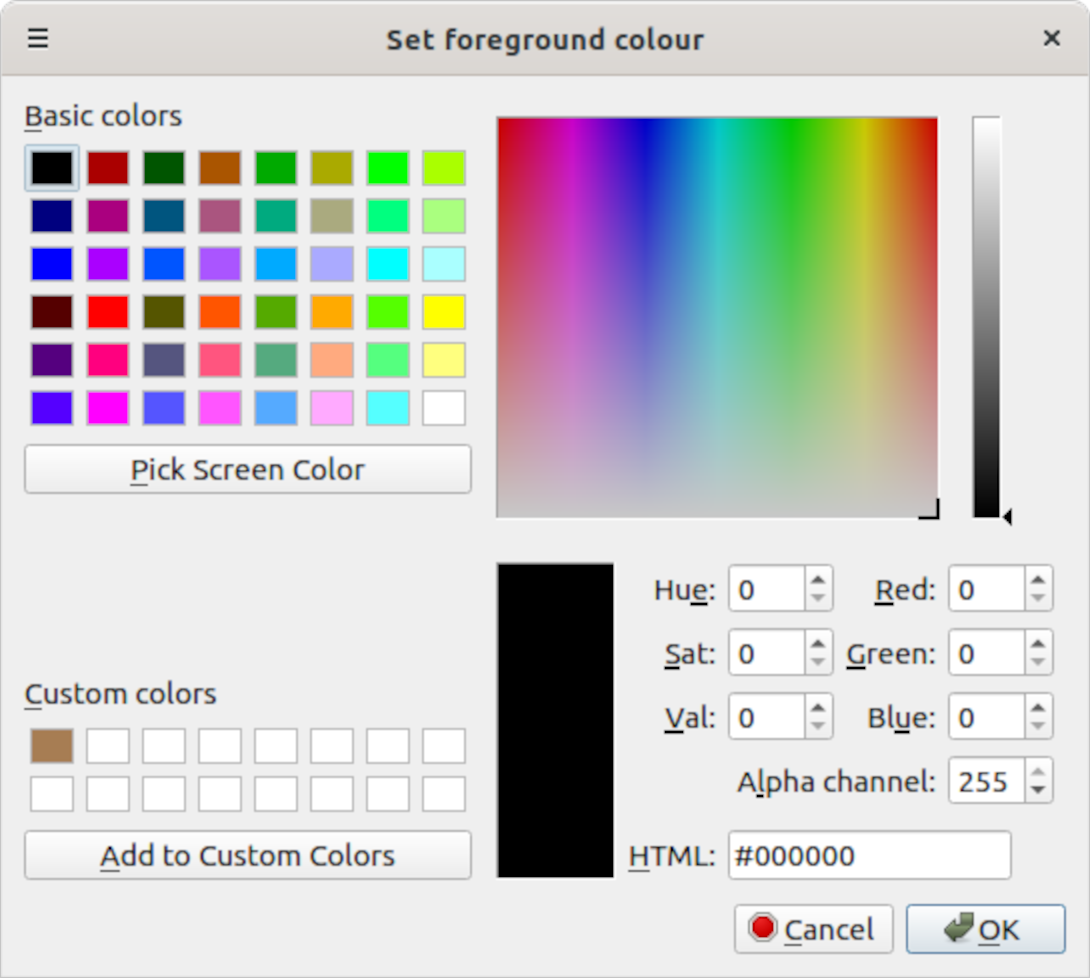 Set foreground colour
Basic colors
Pick Screen Color
Custom colors
Add to Custom Colors
Hue: 0 Red: 0
Sat: 0 Green: 0
Val: 0 Blue: 0
Alpha channel: 255
HTML: #000000
Cancel OK